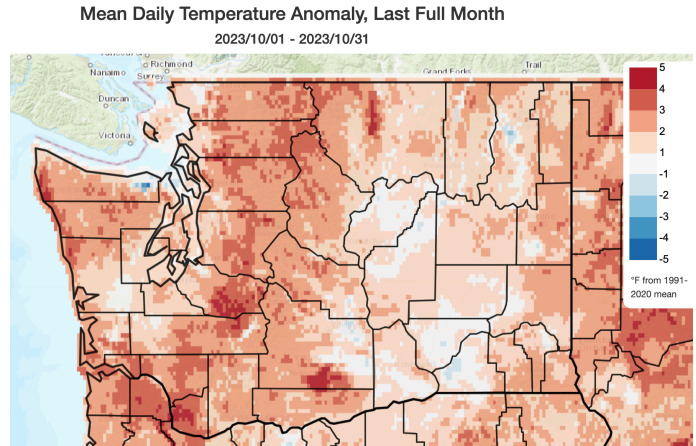 Mean Daily Temperature Anomaly, Last Full Month
2023/10/01 - 2023/10/31
Vancouver
Richmond
Nanaimo
Surrey
Grand Forks
Trail
Duncan
Victoria
5
4
3
2
1
-1
-2
-3
-4
-5
°F from 1991-
2020 mean